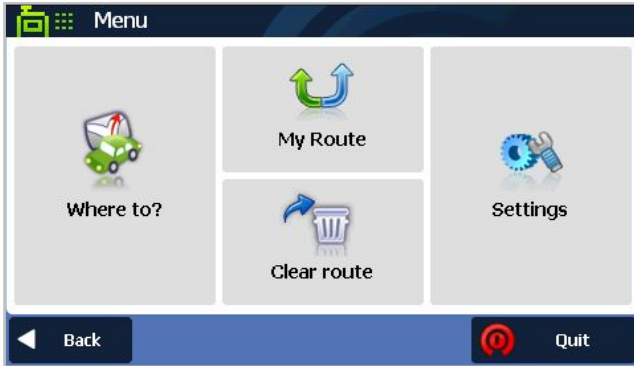 Menu
Where to?
My Route
Clear route
Settings
Back
Quit